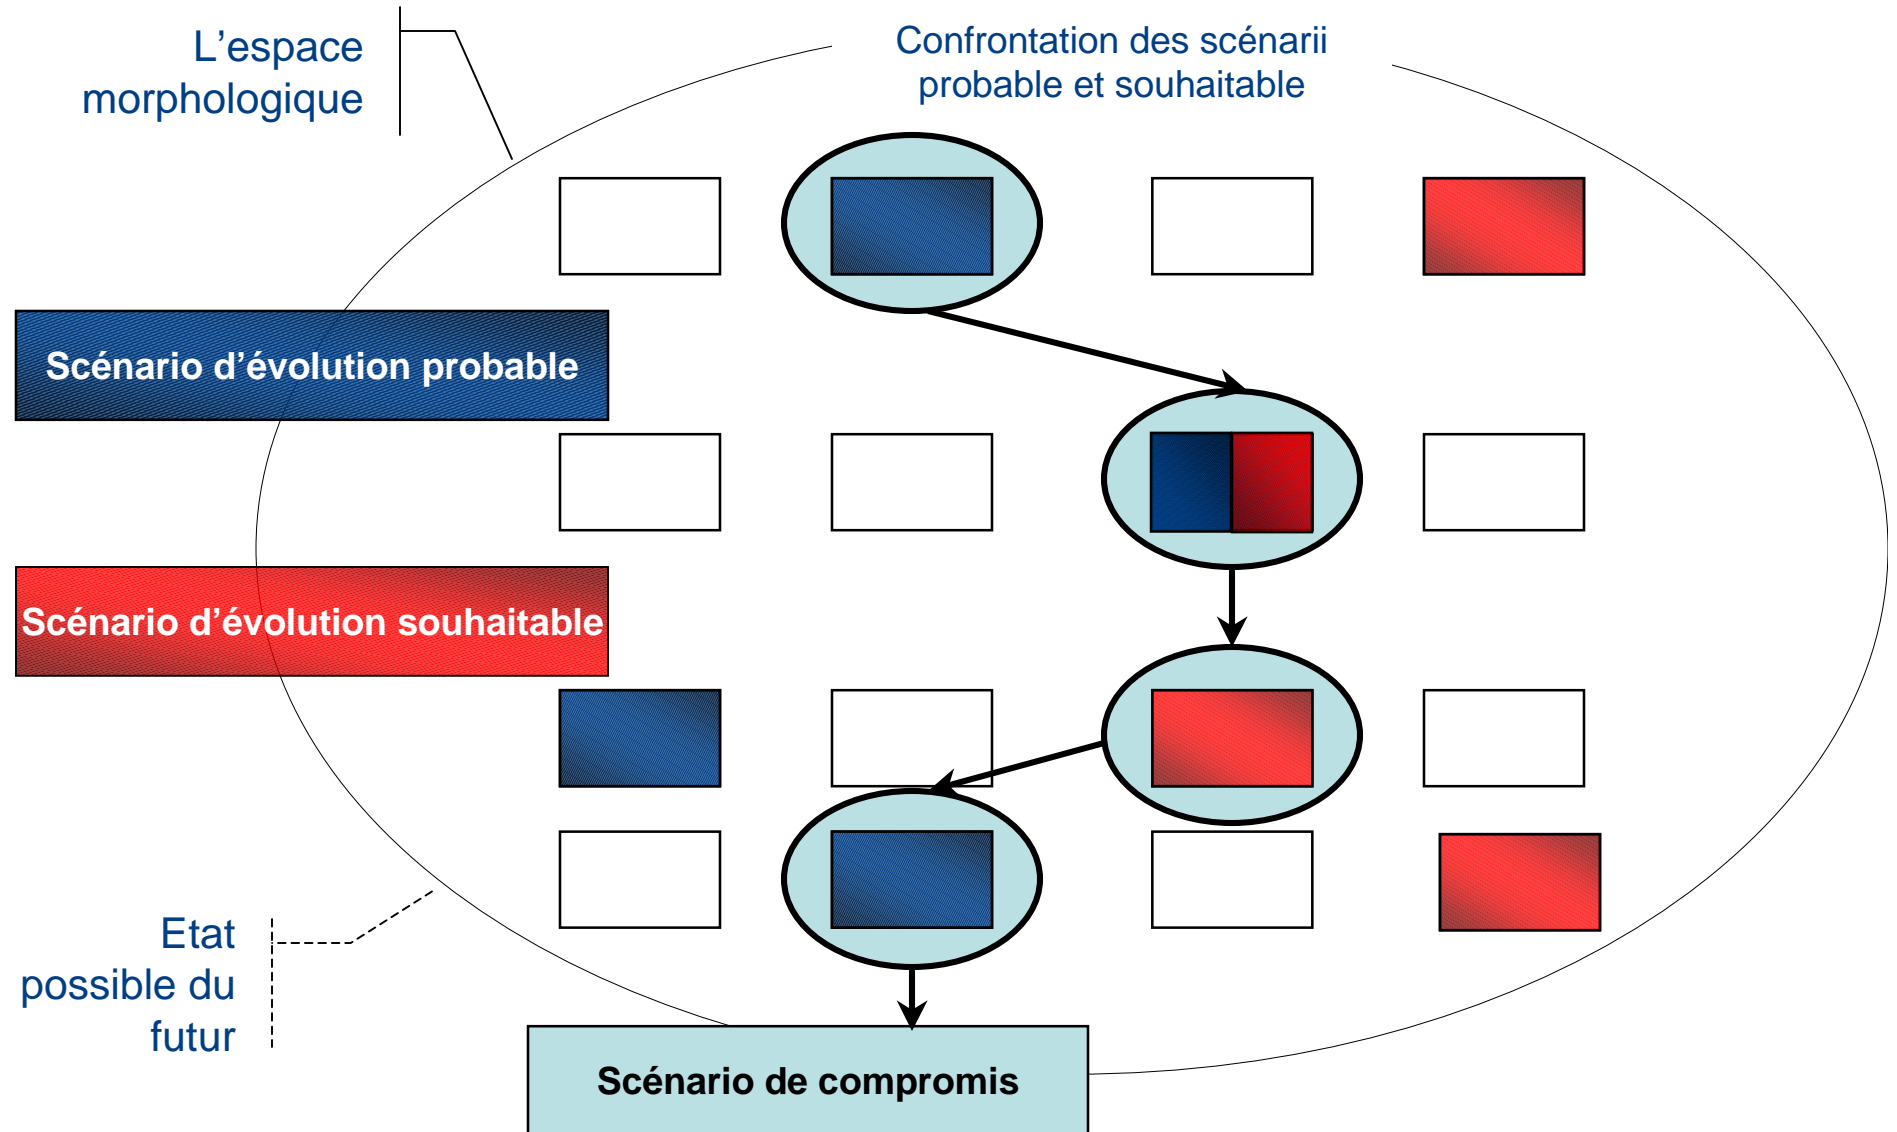 L’espace
morphologique
Confrontation des scénarii
probable et souhaitable
Scénario d’évolution probable
Scénario d’évolution souhaitable
Etat
possible du
futur
Scénario de compromis